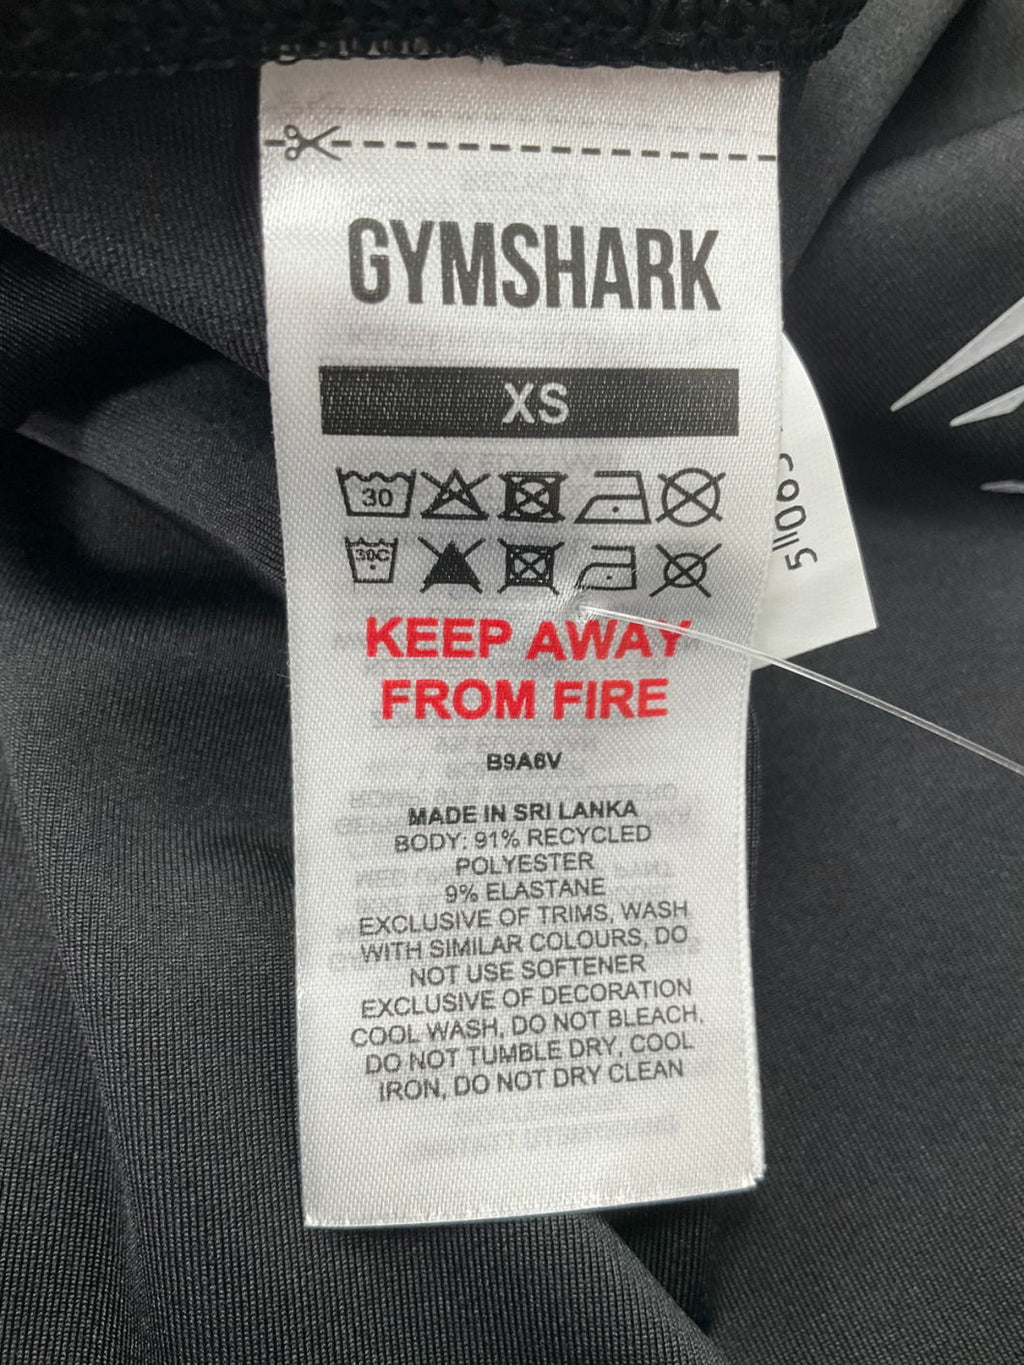 GYMSHARK
XS
30
30C
KEEP AWAY
FROM FIRE
B9A6V
MADE IN SRI LANKA
BODY: 91% RECYCLED
POLYESTER
9% ELASTANE
EXCLUSIVE OF TRIMS, WASH
WITH SIMILAR COLOURS, DO
NOT USE SOFTENER
EXCLUSIVE OF DECORATION
COOL WASH, DO NOT BLEACH,
DO NOT TUMBLE DRY, COOL
IRON, DO NOT DRY CLEAN